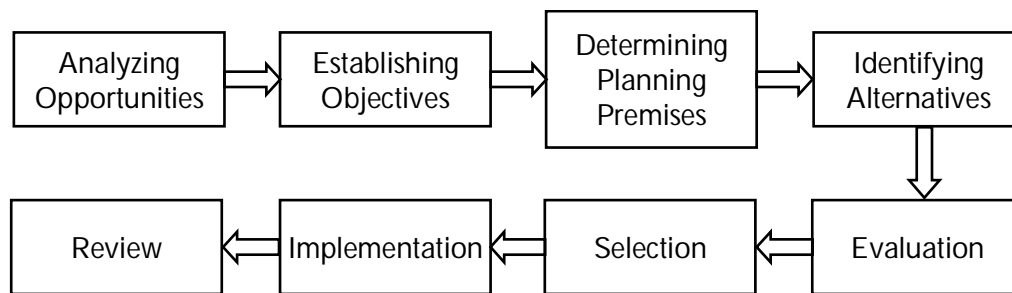 Analyzing
Opportunities
Establishing
Objectives
Determining
Planning
Premises
Identifying
Alternatives
Evaluation
Selection
Implementation
Review